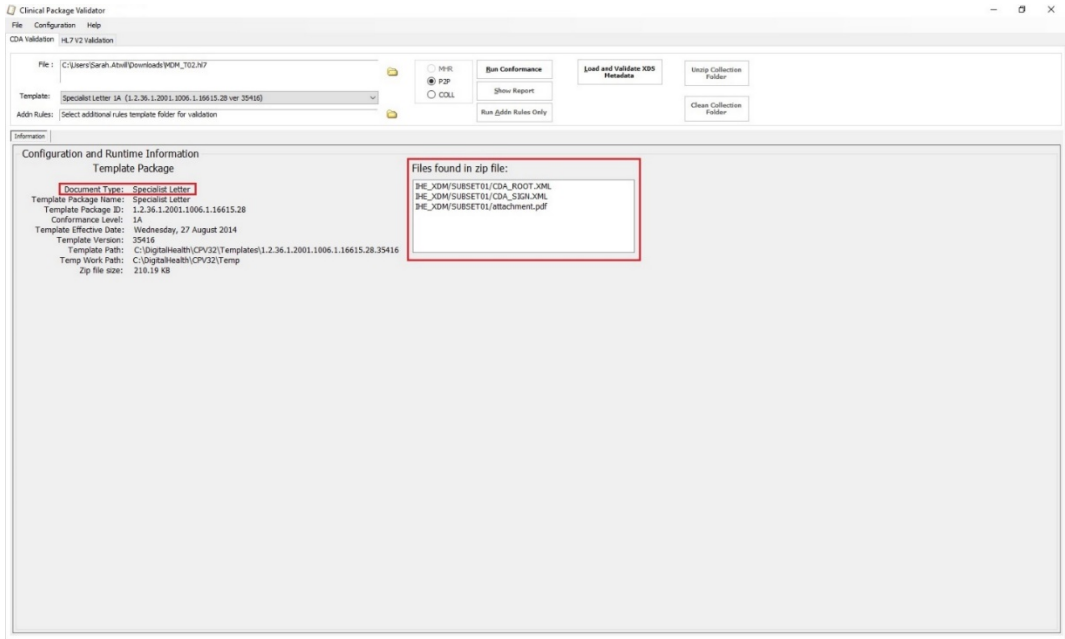 Clinical Package Validator
File Configuration Help
CDA Validation HL7 V2 Validation
File : C:\Users\Sarah.Atwill\Downloads\MDM_T02.hl7
MHR
P2P
COLL
Run Conformance
Show Report
Run Addn Rules Only
Load and Validate XDS
Metadata
Unzip Collection
Folder
Clean Collection
Folder
Template: Specialist Letter 1A (1.2.36.1.2001.1006.1.16615.28 ver 35416)
Addn Rules: Select additional rules template folder for validation
Information
Configuration and Runtime Information
Template Package
Document Type: Specialist Letter
Template Package Name: Specialist Letter
Template Package ID: 1.2.36.1.2001.1006.1.16615.28
Conformance Level: 1A
Template Effective Date: Wednesday, 27 August 2014
Template Version: 35416
Template Path: C:\DigitalHealth\CPV32\Templates\1.2.36.1.2001.1006.1.16615.28.35416
Temp Work Path: C:\DigitalHealth\CPV32\Temp
Zip file size: 210.19 KB
Files found in zip file:
IHE_XDM/SUBSET01/CDA_ROOT.XML
IHE_XDM/SUBSET01/CDA_SIGN.XML
IHE_XDM/SUBSET01/attachment.pdf